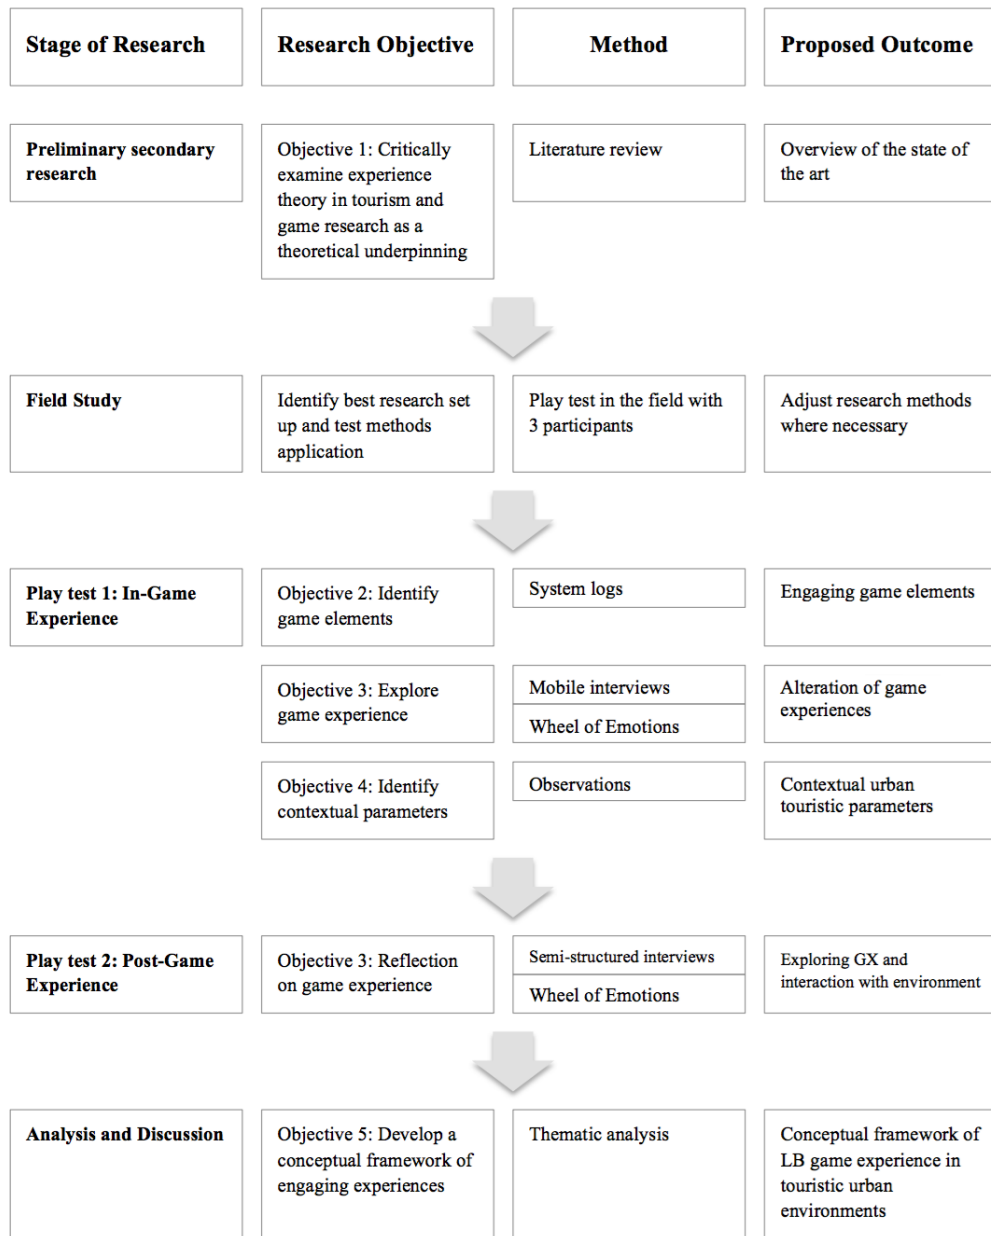 Stage of Research
Research Objective
Method
Proposed Outcome
Preliminary secondary
research
Objective 1: Critically
examine experience
theory in tourism and
game research as a
theoretical underpinning
Literature review
Overview of the state of
the art
Field Study
Identify best research set
up and test methods
application
Play test in the field with
3 participants
Adjust research methods
where necessary
Play test 1: In-Game
Experience
Objective 2: Identify
game elements
System logs
Engaging game elements
Objective 3: Explore
game experience
Mobile interviews
Wheel of Emotions
Alteration of game
experiences
Objective 4: Identify
contextual parameters
Observations
Contextual urban
touristic parameters
Play test 2: Post-Game
Experience
Objective 3: Reflection
on game experience
Semi-structured interviews
Wheel of Emotions
Exploring GX and
interaction with environment
Analysis and Discussion
Objective 5: Develop a
conceptual framework of
engaging experiences
Thematic analysis
Conceptual framework of
LB game experience in
touristic urban
environments